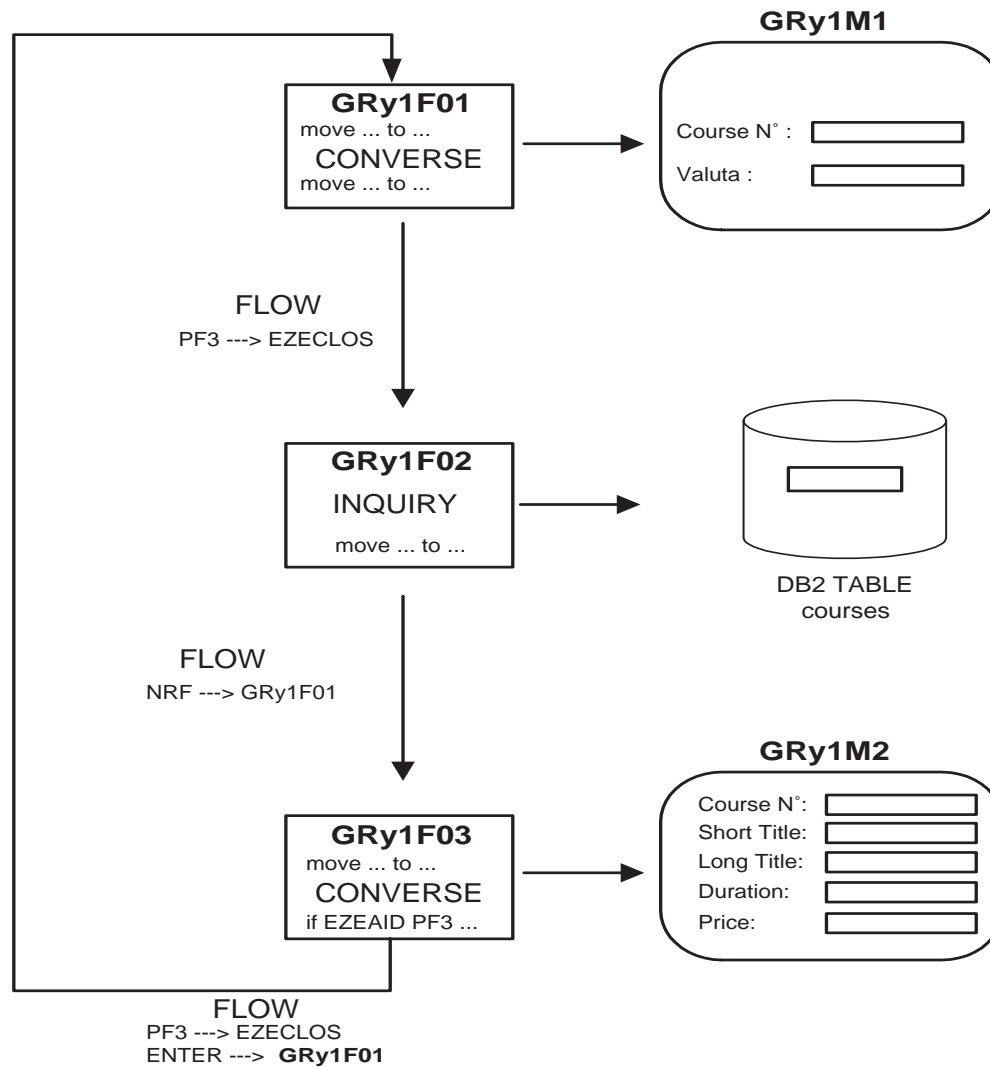 GRy1M1
GRy1F01
move ... to ...
CONVERSE
move ... to ...
Course N° :
Valuta :
FLOW
PF3 ---> EZECLOS
GRy1F02
INQUIRY
move ... to ...
DB2 TABLE
courses
FLOW
NRF ---> GRy1F01
GRy1M2
GRy1F03
move ... to ...
CONVERSE
if EZEAID PF3 ...
Course N°:
Short Title:
Long Title:
Duration:
Price:
FLOW
PF3 ---> EZECLOS
ENTER ---> GRy1F01